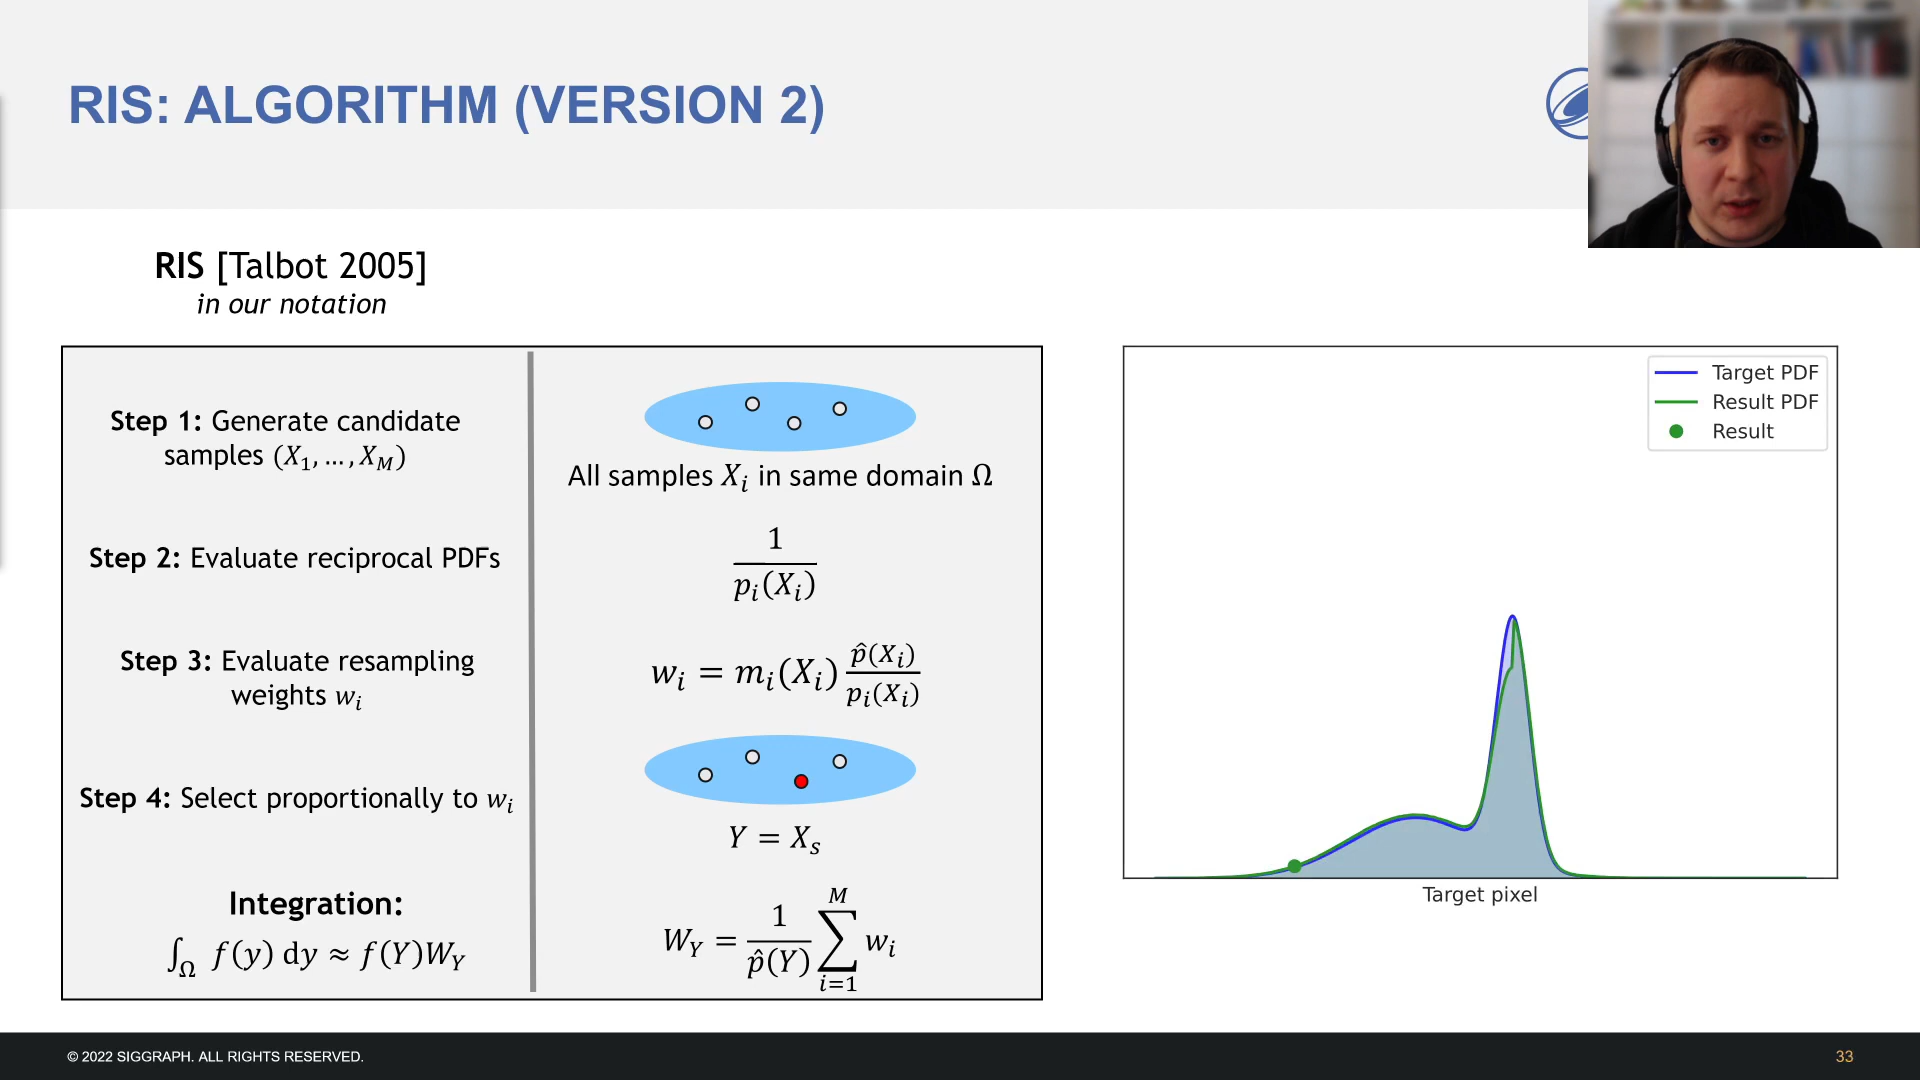 RIS: ALGORITHM (VERSION 2)
RIS [Talbot 2005]
in our notation
Step 1: Generate candidate
samples (X₁, …, X_M)
All samples X_i in same domain Ω
Step 2: Evaluate reciprocal PDFs
1
p_i(X_i)
Step 3: Evaluate resampling
weights w_i
w_i = m_i(X_i) p̂(X_i)
p_i(X_i)
Step 4: Select proportionally to w_i
Y = X_s
Integration:
∫_Ω f(y) dy ≈ f(Y)W_Y
W_Y = 1/p̂(Y) ∑_{i=1}^{M} w_i
Target PDF
Result PDF
Result
Target pixel
© 2022 SIGGRAPH. ALL RIGHTS RESERVED.
33